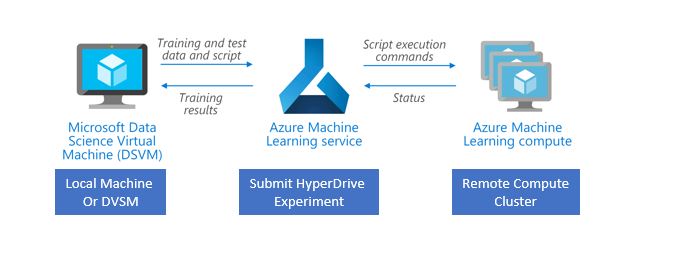 Training and test
data and script
Script execution
commands
Training
results
Status
Microsoft Data
Science Virtual
Machine (DSVM)
Azure Machine
Learning service
Azure Machine
Learning compute
Local Machine
Or DVSM
Submit HyperDrive
Experiment
Remote Compute
Cluster